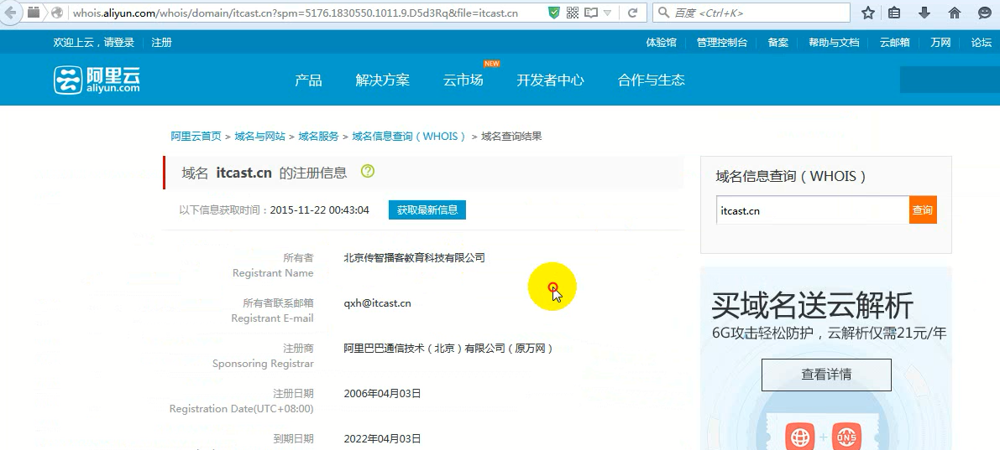 whois.aliyun.com/whois/domain/itcast.cn?spm=5176.1830550.1011.9.D5d3Rq&file=itcast.cn
百度 <Ctrl+K>
欢迎上云，请登录 注册 体验馆 管理控制台 备案 帮助与文档 云邮箱 万网 论坛
阿里云
aliyun.com
产品 解决方案 云市场 NEW 开发者中心 合作与生态
阿里云首页 > 域名与网站 > 域名服务 > 域名信息查询（WHOIS） > 域名查询结果
域名 itcast.cn 的注册信息 ?
以下信息获取时间：2015-11-22 00:43:04 获取最新信息
所有者 北京传智播客教育科技有限公司
Registrant Name
所有者联系邮箱 qxh@itcast.cn
Registrant E-mail
注册商 阿里巴巴通信技术（北京）有限公司（原万网）
Sponsoring Registrar
注册日期 2006年04月03日
Registration Date(UTC+08:00)
到期日期 2022年04月03日
域名信息查询（WHOIS）
itcast.cn 查询
买域名送云解析
6G攻击轻松防护，云解析仅需21元/年
查看详情
+ DNS